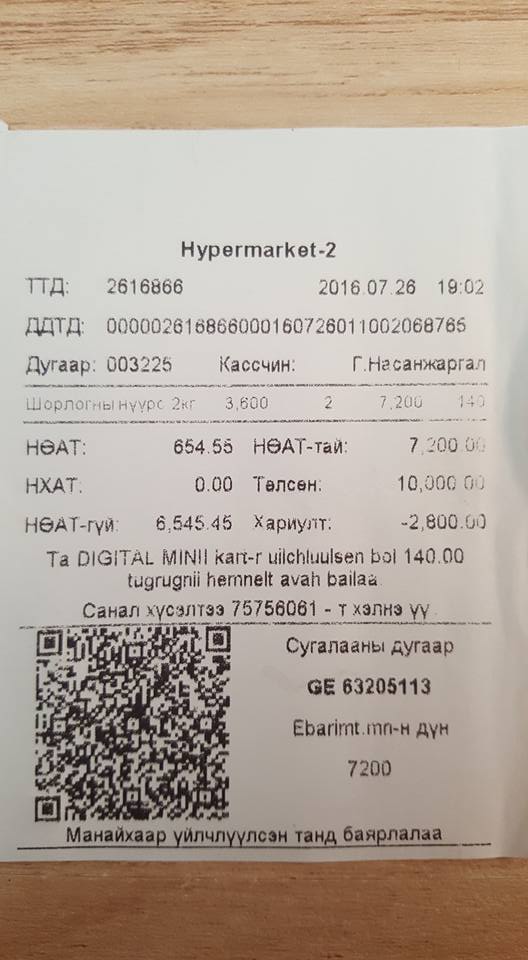 Hypermarket-2
ТТД: 2616866 2016.07.26 19:02
ДДТД: 000002616866000160726011002068765
Дугаар: 003225 Кассчин: Г.Насанжаргал
Шорлогны нүүрс 2кг 3,600 2 7,200 140
НӨАТ: 654.55 НӨАТ-тай: 7,200.00
НХАТ: 0.00 Төлсөн: 10,000.00
НӨАТ-гүй: 6,545.45 Хариулт: -2,800.00
Ta DIGITAL MINII kart-r uilchluulsen bol 140.00
tugrugnii hemnelt avah bailaa.
Санал хүсэлтээ 75756061 - т хэлнэ үү
Сугалааны дугаар
GE 63205113
Ebarimt.mn-н дүн
7200
Манайхаар үйлчлүүлсэн танд баярлалаа